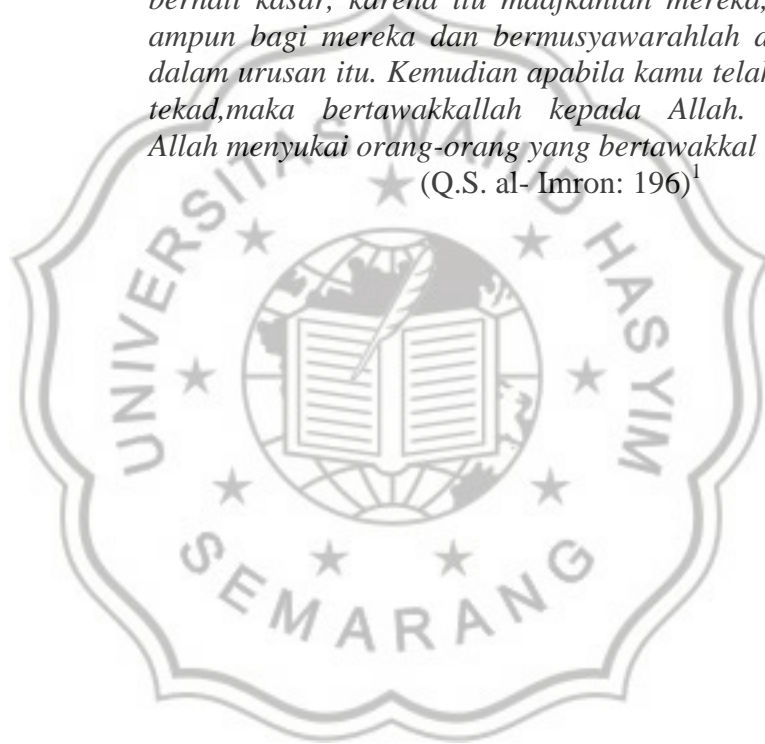 berhati kasar, karena itu maafkanlah mereka,
ampun bagi mereka dan bermusyawarahlah
dalam urusan itu. Kemudian apabila kamu telah
tekad,maka bertawakkallah kepada Allah.
Allah menyukai orang-orang yang bertawakkal
(Q.S. al- Imron: 196)1
UNIVERSITAS WAHID HASYIM
SEMARANG